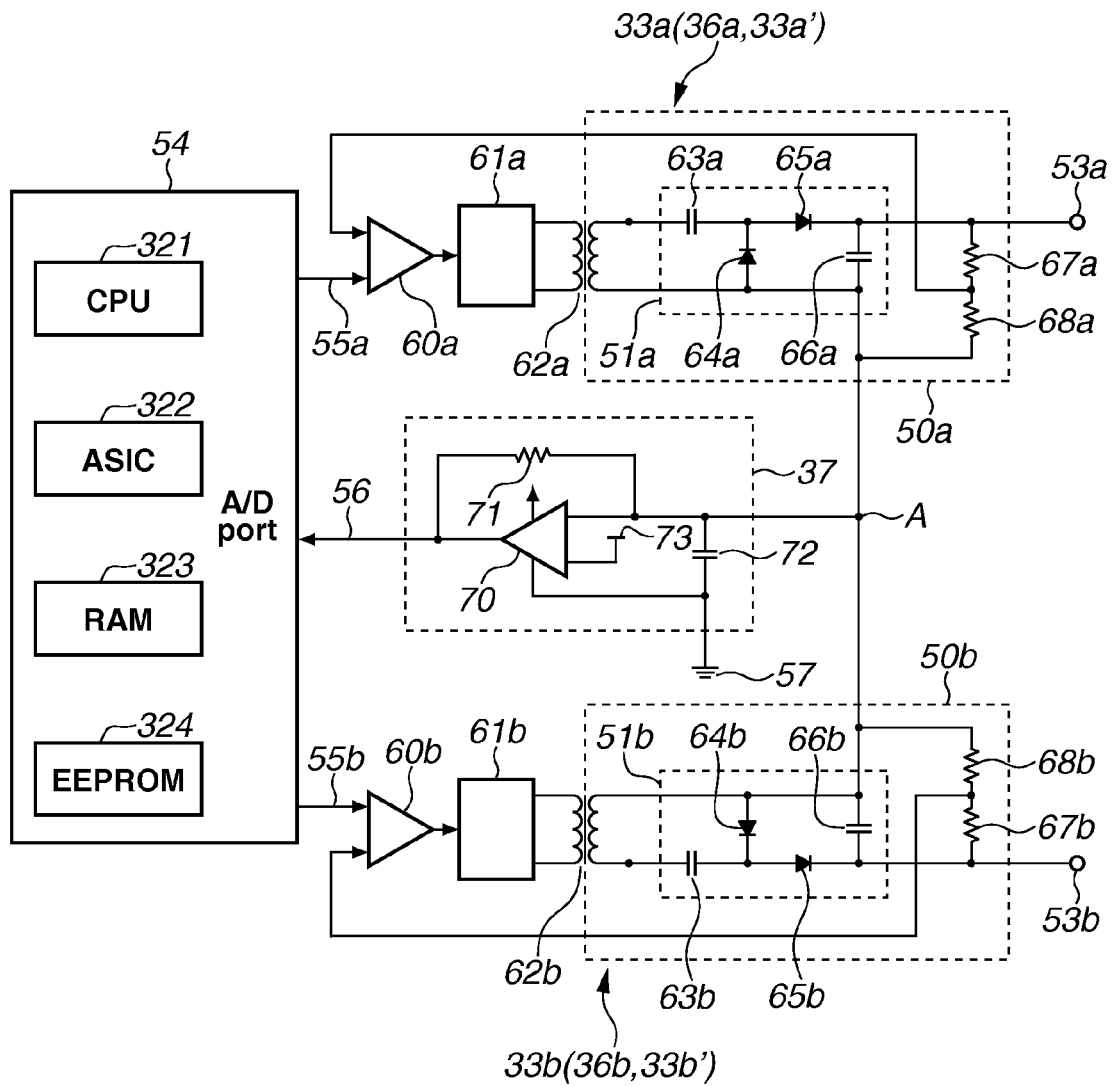 33a(36a,33a’)
54
61a
63a
65a
53a
321
CPU
67a
55a
60a
62a
51a
64a
66a
68a
50a
322
ASIC
37
A/D
port
56
71
73
A
72
70
323
RAM
57
50b
324
EEPROM
55b
60b
61b
51b
64b
66b
68b
67b
53b
62b
63b
65b
33b(36b,33b’)